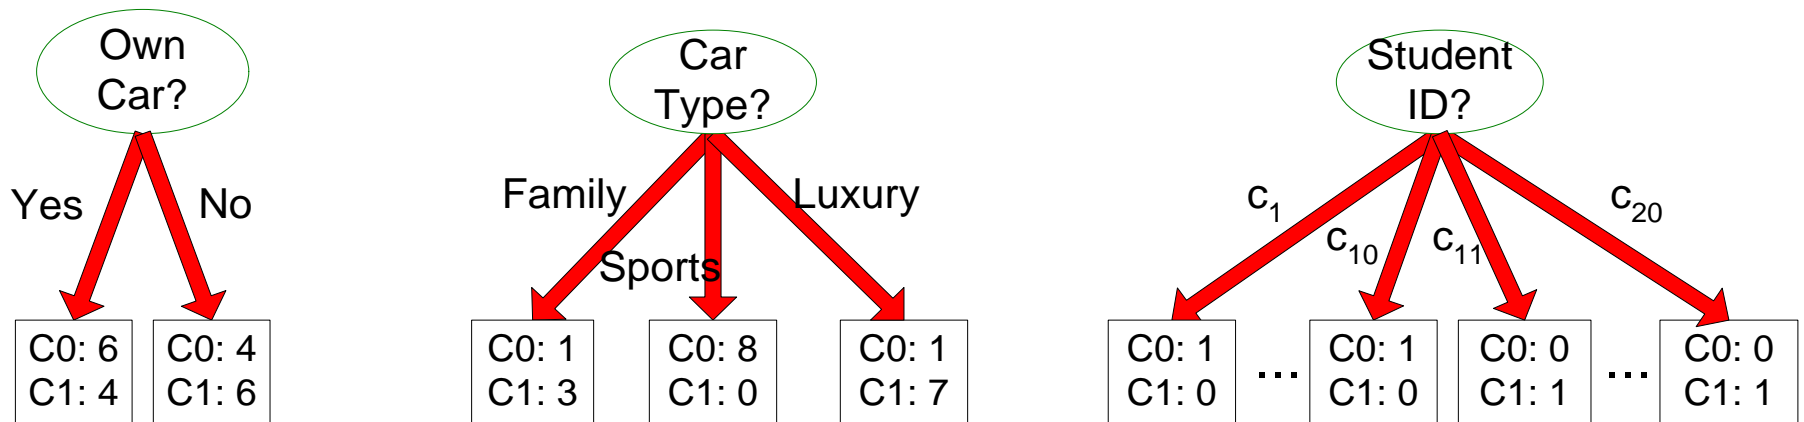 Own
Car?
Yes
No
C0: 6
C1: 4
C0: 4
C1: 6
Car
Type?
Family
Sports
Luxury
C0: 1
C1: 3
C0: 8
C1: 0
C0: 1
C1: 7
Student
ID?
c1
c10
c11
c20
C0: 1
C1: 0
...
C0: 1
C1: 0
C0: 0
C1: 1
...
C0: 0
C1: 1